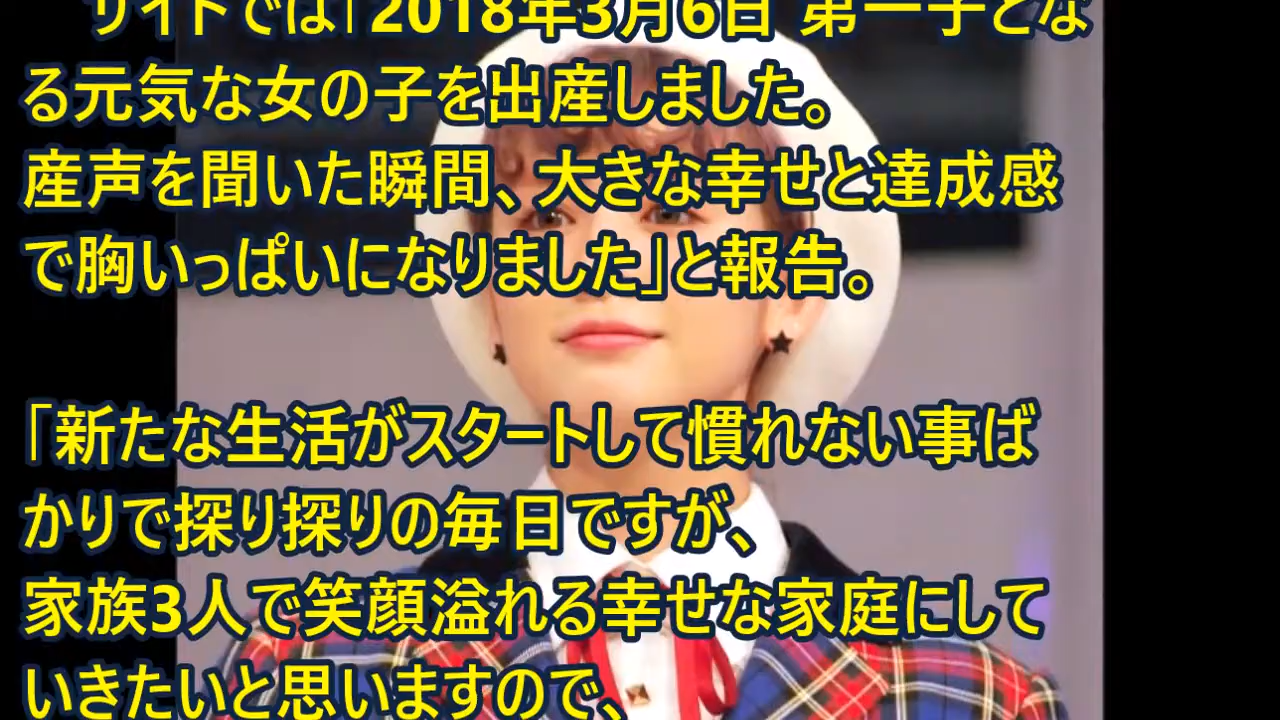 サイトでは「2018年3月6日 第一子とな
る元気な女の子を出産しました。
産声を聞いた瞬間、大きな幸せと達成感
で胸いっぱいになりました」と報告。
「新たな生活がスタートして慣れない事ば
かりで探り探りの毎日ですが、
家族3人で笑顔溢れる幸せな家庭にして
いきたいと思いますので、